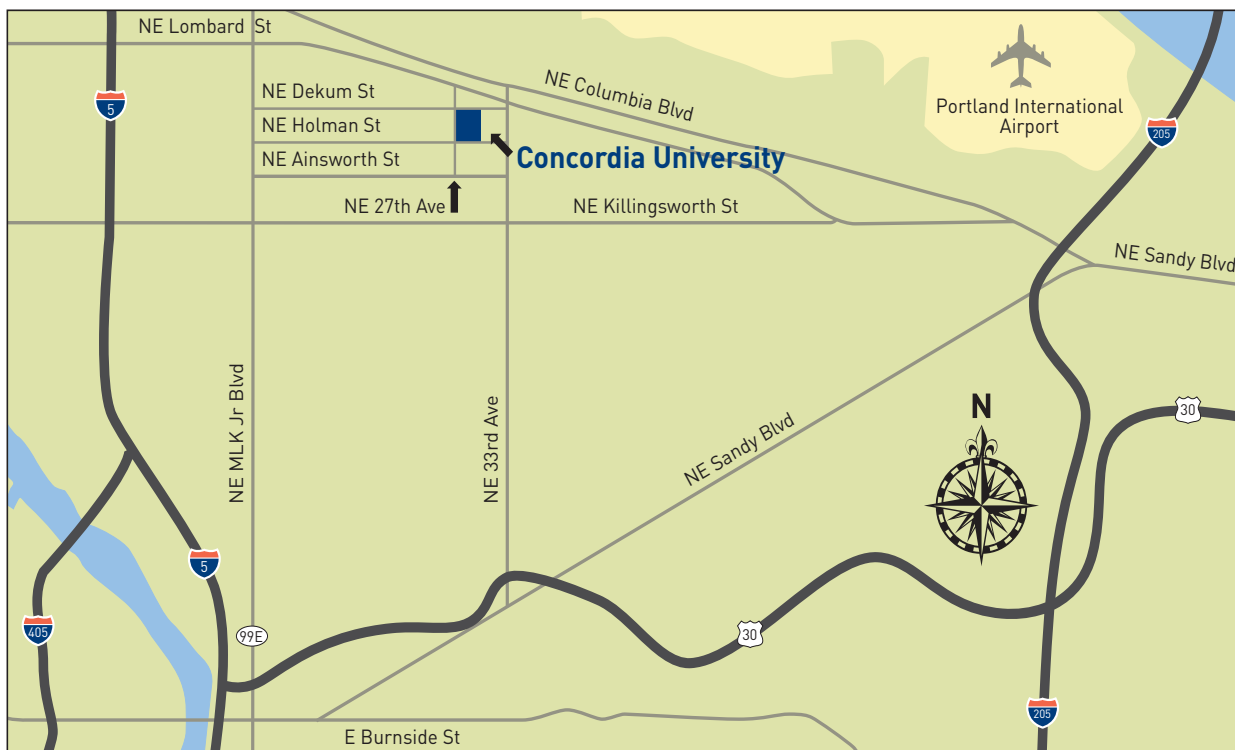 NE Lombard St
5
NE Dekum St
NE Columbia Blvd
Portland International
Airport
205
NE Holman St
Concordia University
NE Ainsworth St
NE 27th Ave
NE Killingsworth St
NE Sandy Blvd
NE MLK Jr Blvd
NE 33rd Ave
NE Sandy Blvd
N
30
5
405
99E
30
205
E Burnside St